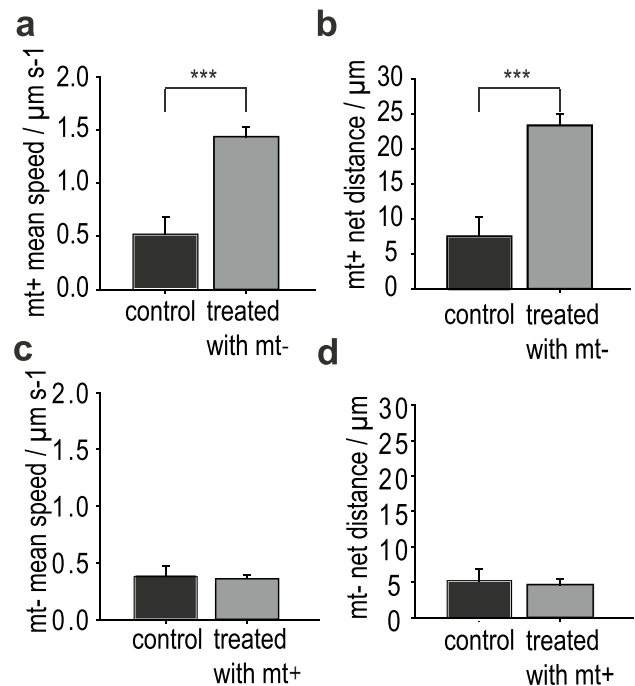 a
mt+ mean speed / µm s-1
2.0
1.5
1.0
0.5
0.0
***
control
treated
with mt-
b
mt+ net distance / µm
30
25
20
15
10
5
0
***
control
treated
with mt-
c
mt- mean speed / µm s-1
2.0
1.5
1.0
0.5
0.0
control
treated
with mt+
d
mt- net distance / µm
30
25
20
15
10
5
0
control
treated
with mt+